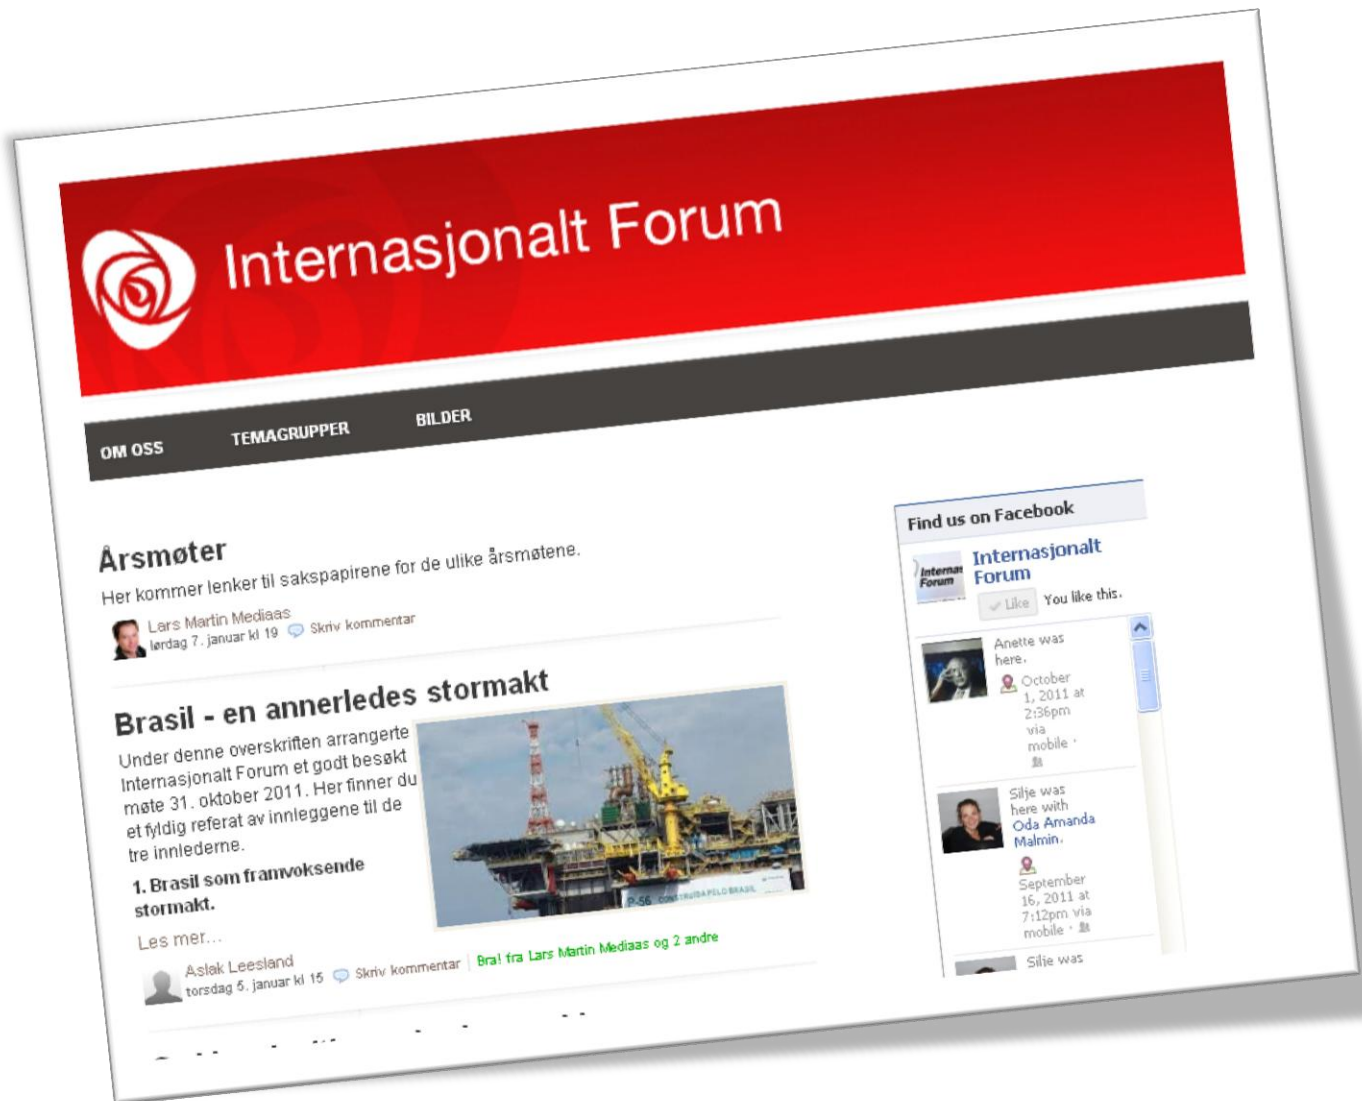 Internasjonalt Forum
OM OSS
TEMAGRUPPER
BILDER
Årsmøter
Her kommer lenker til sakspapirene for de ulike årsmøtene.
Lars Martin Mediaas
lørdag 7. januar kl 19 Skriv kommentar
Brasil - en annerledes stormakt
Under denne overskriften arrangerte
Internasjonalt Forum et godt besøkt
møte 31. oktober 2011. Her finner du
et fyldig referat av innleggene til de
tre innlederne.
1. Brasil som framvoksende
stormakt.
Les mer...
P-56 CONSTRUIDA PELO BRASIL
Aslak Leesland
torsdag 5. januar kl 15 Skriv kommentar Bra! fra Lars Martin Mediaas og 2 andre
Find us on Facebook
Internas
Forum
Internasjonalt
Forum
Like You like this.
Anette was
here.
October
1, 2011 at
2:36pm
via
mobile ·
Silje was
here with
Oda Amanda
Malmin.
September
16, 2011 at
7:12pm via
mobile ·
Silje was